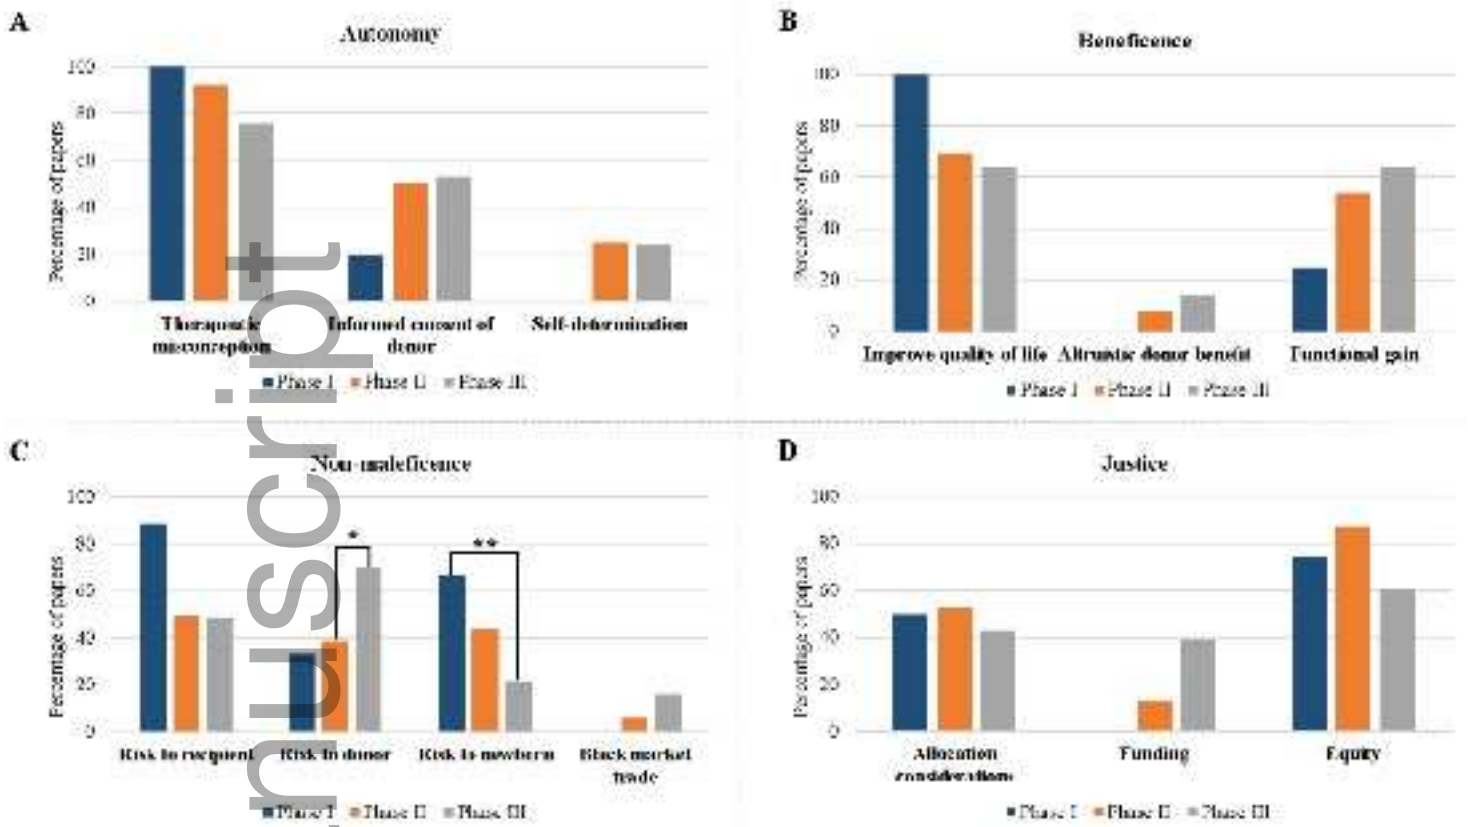 A
Autonomy
Percentage of papers
100
80
60
40
20
0
Therapeutic
misconception
Informed consent of
donor
Self-determination
Phase I Phase II Phase III
B
Beneficence
Percentage of papers
100
80
60
40
20
0
Improve quality of life Altruistic donor benefit Functional gain
Phase I Phase II Phase III
C
Non-maleficence
Percentage of papers
100
80
60
40
20
0
*
**
Risk to recipient Risk to donor Risk to newborn Black market
trade
Phase I Phase II Phase III
D
Justice
Percentage of papers
100
80
60
40
20
0
Allocation
considerations
Funding
Equity
Phase I Phase II Phase III
nuscript